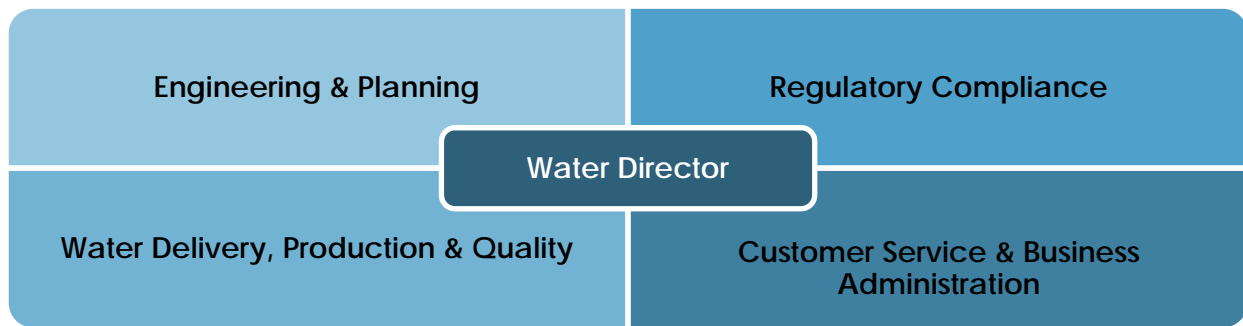 Engineering & Planning
Regulatory Compliance
Water Director
Water Delivery, Production & Quality
Customer Service & Business
Administration